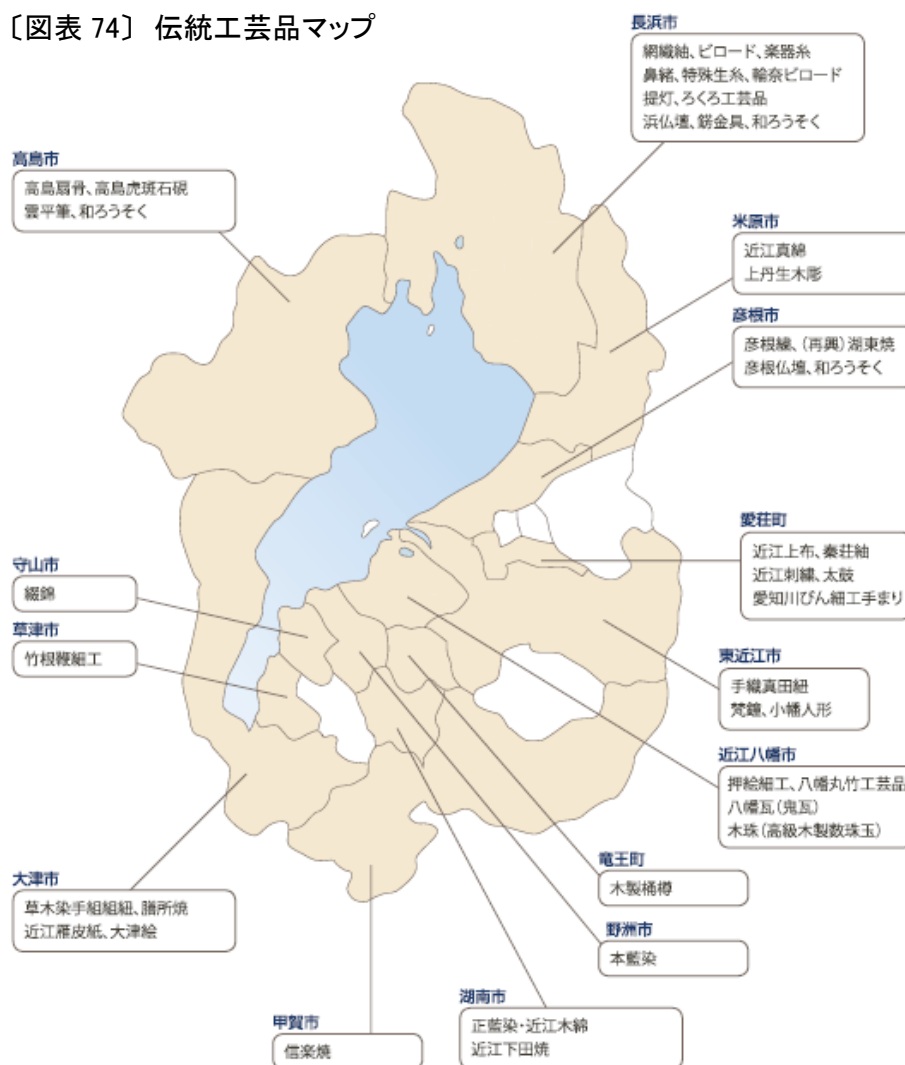 〔図表 74〕 伝統工芸品マップ
長浜市
網織紬、ビロード、楽器糸
鼻緒、特殊生糸、輪奈ビロード
提灯、ろくろ工芸品
浜仏壇、錺金具、和ろうそく
高島市
高島扇骨、高島虎斑石硯
雲平筆、和ろうそく
米原市
近江真綿
上丹生木彫
彦根市
彦根繍、(再興)湖東焼
彦根仏壇、和ろうそく
愛荘町
近江上布、秦荘紬
近江刺繍、太鼓
愛知川びん細工手まり
守山市
綴錦
草津市
竹根鞭細工
東近江市
手織真田紐
梵鐘、小幡人形
近江八幡市
押絵細工、八幡丸竹工芸品
八幡瓦(鬼瓦)
木珠(高級木製数珠玉)
竜王町
木製桶樽
大津市
草木染手組組紐、膳所焼
近江雁皮紙、大津絵
野洲市
本藍染
湖南市
正藍染・近江木綿
近江下田焼
甲賀市
信楽焼